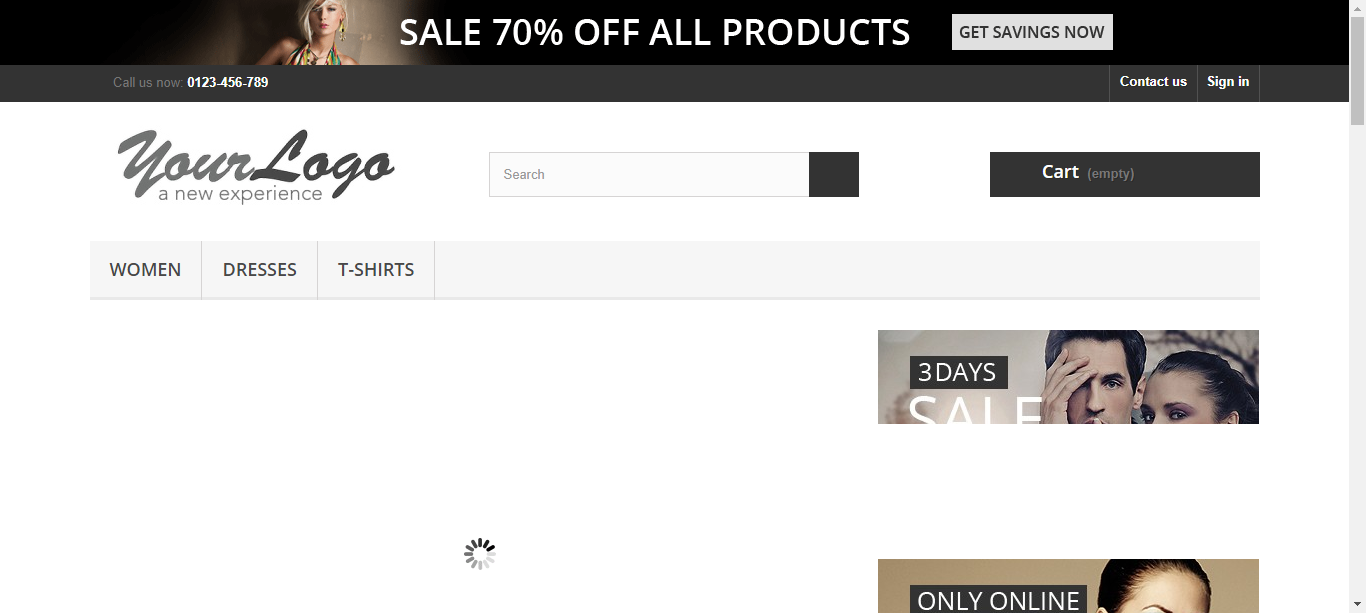 SALE 70% OFF ALL PRODUCTS
GET SAVINGS NOW
Call us now: 0123-456-789
Contact us
Sign in
YourLogo
a new experience
Search
Cart (empty)
WOMEN
DRESSES
T-SHIRTS
3 DAYS
SALE
ONLY ONLINE